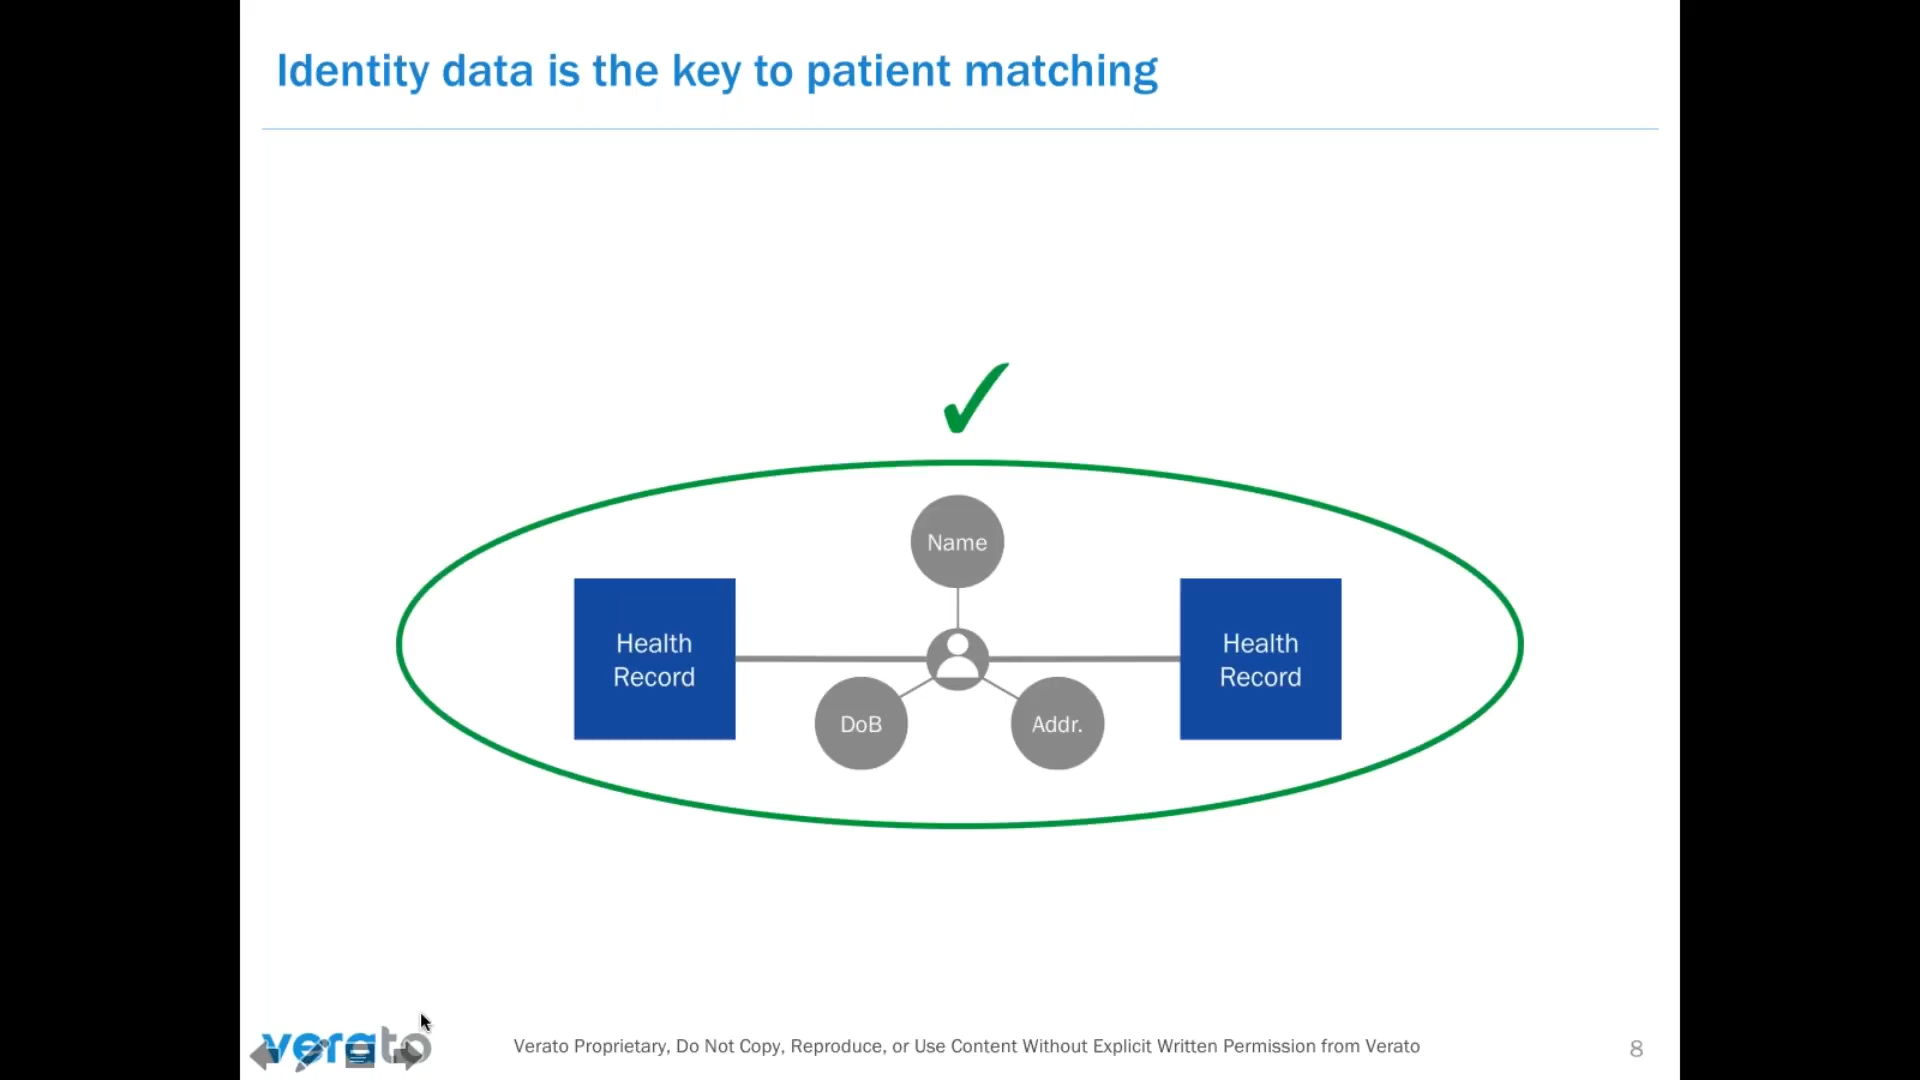 Identity data is the key to patient matching
Name
Health
Record
Health
Record
DoB
Addr.
verato
Verato Proprietary, Do Not Copy, Reproduce, or Use Content Without Explicit Written Permission from Verato
8